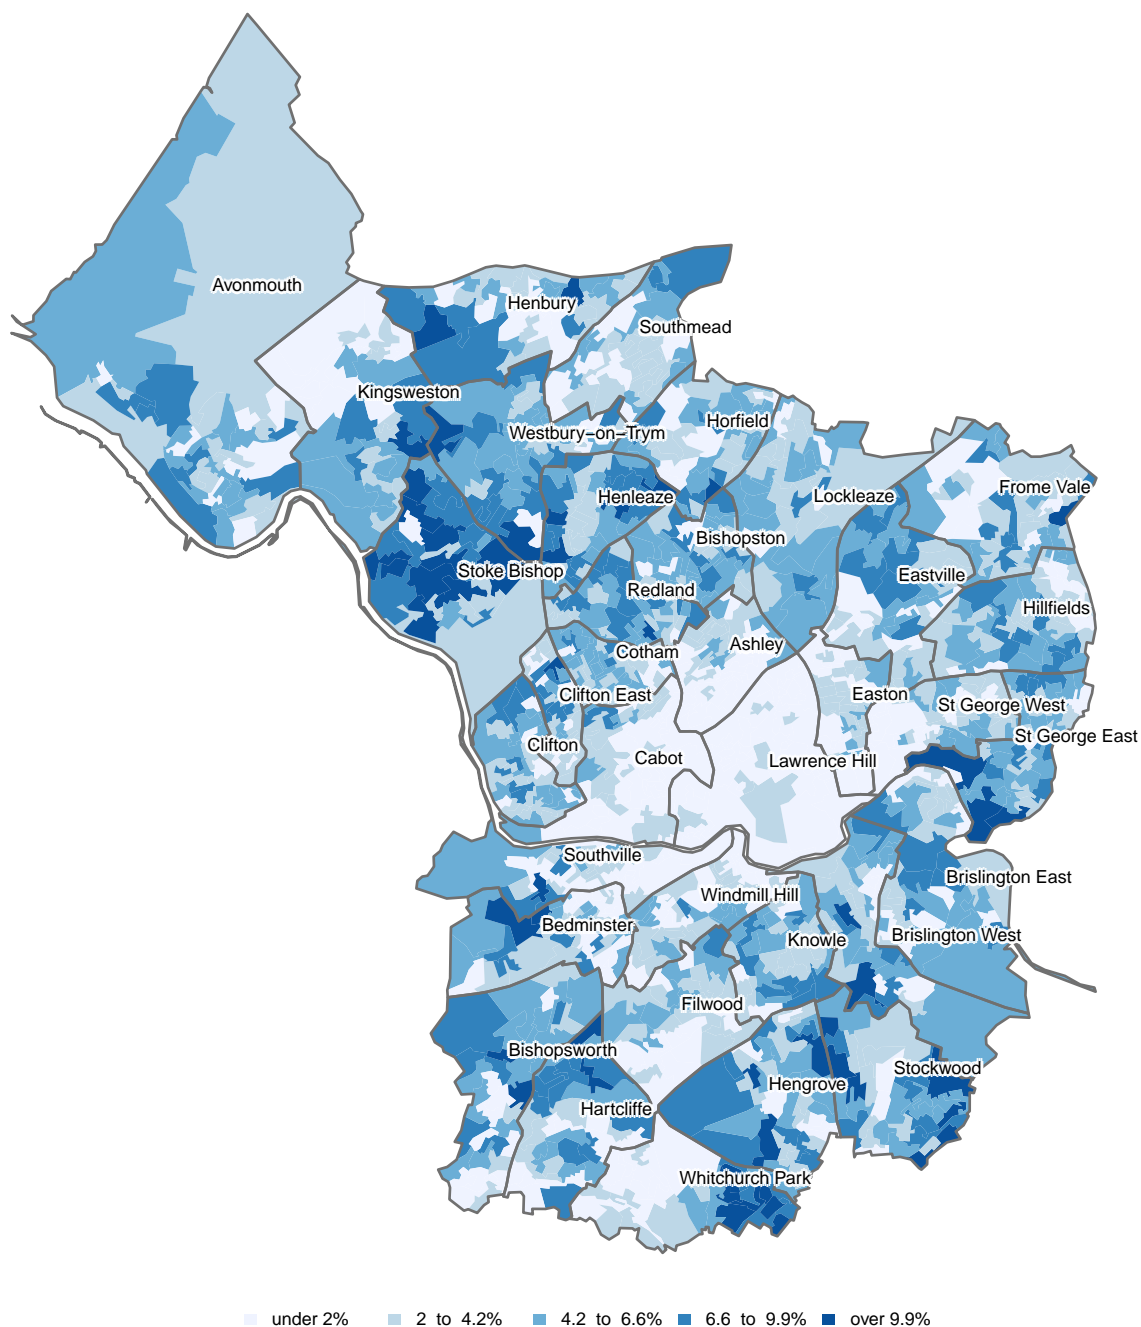 Avonmouth
Henbury
Southmead
Kingsweston
Horfield
Westbury−on−Trym
Frome Vale
Henleaze
Lockleaze
Bishopston
Stoke Bishop
Eastville
Redland
Hillfields
Ashley
Cotham
Clifton East
Easton
St George West
St George East
Clifton
Cabot
Lawrence Hill
Southville
Brislington East
Windmill Hill
Bedminster
Knowle
Brislington West
Filwood
Bishopsworth
Stockwood
Hengrove
Hartcliffe
Whitchurch Park
under 2% 2 to 4.2% 4.2 to 6.6% 6.6 to 9.9% over 9.9%